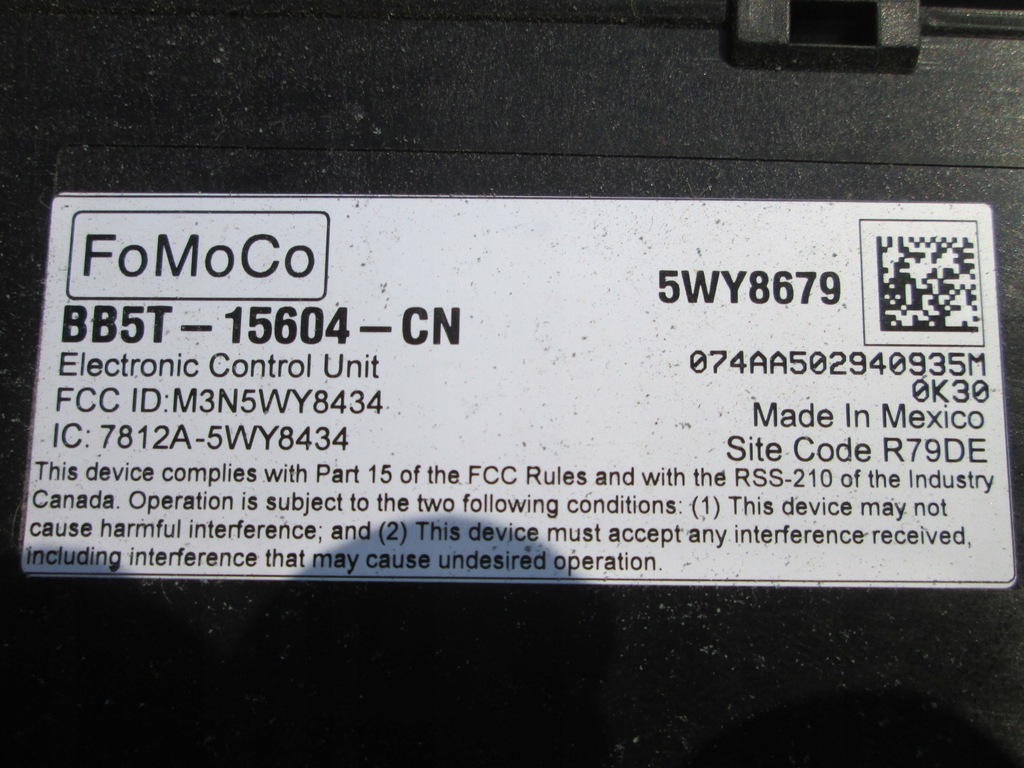 FoMoCo
5WY8679
BB5T-15604-CN
074AA502940935M
Electronic Control Unit
0K30
FCC ID:M3N5WY8434
Made In Mexico
IC: 7812A-5WY8434
Site Code R79DE
This device complies with Part 15 of the FCC Rules and with the RSS-210 of the Industry
Canada. Operation is subject to the two following conditions: (1) This device may not
cause harmful interference; and (2) This device must accept any interference received,
including interference that may cause undesired operation.